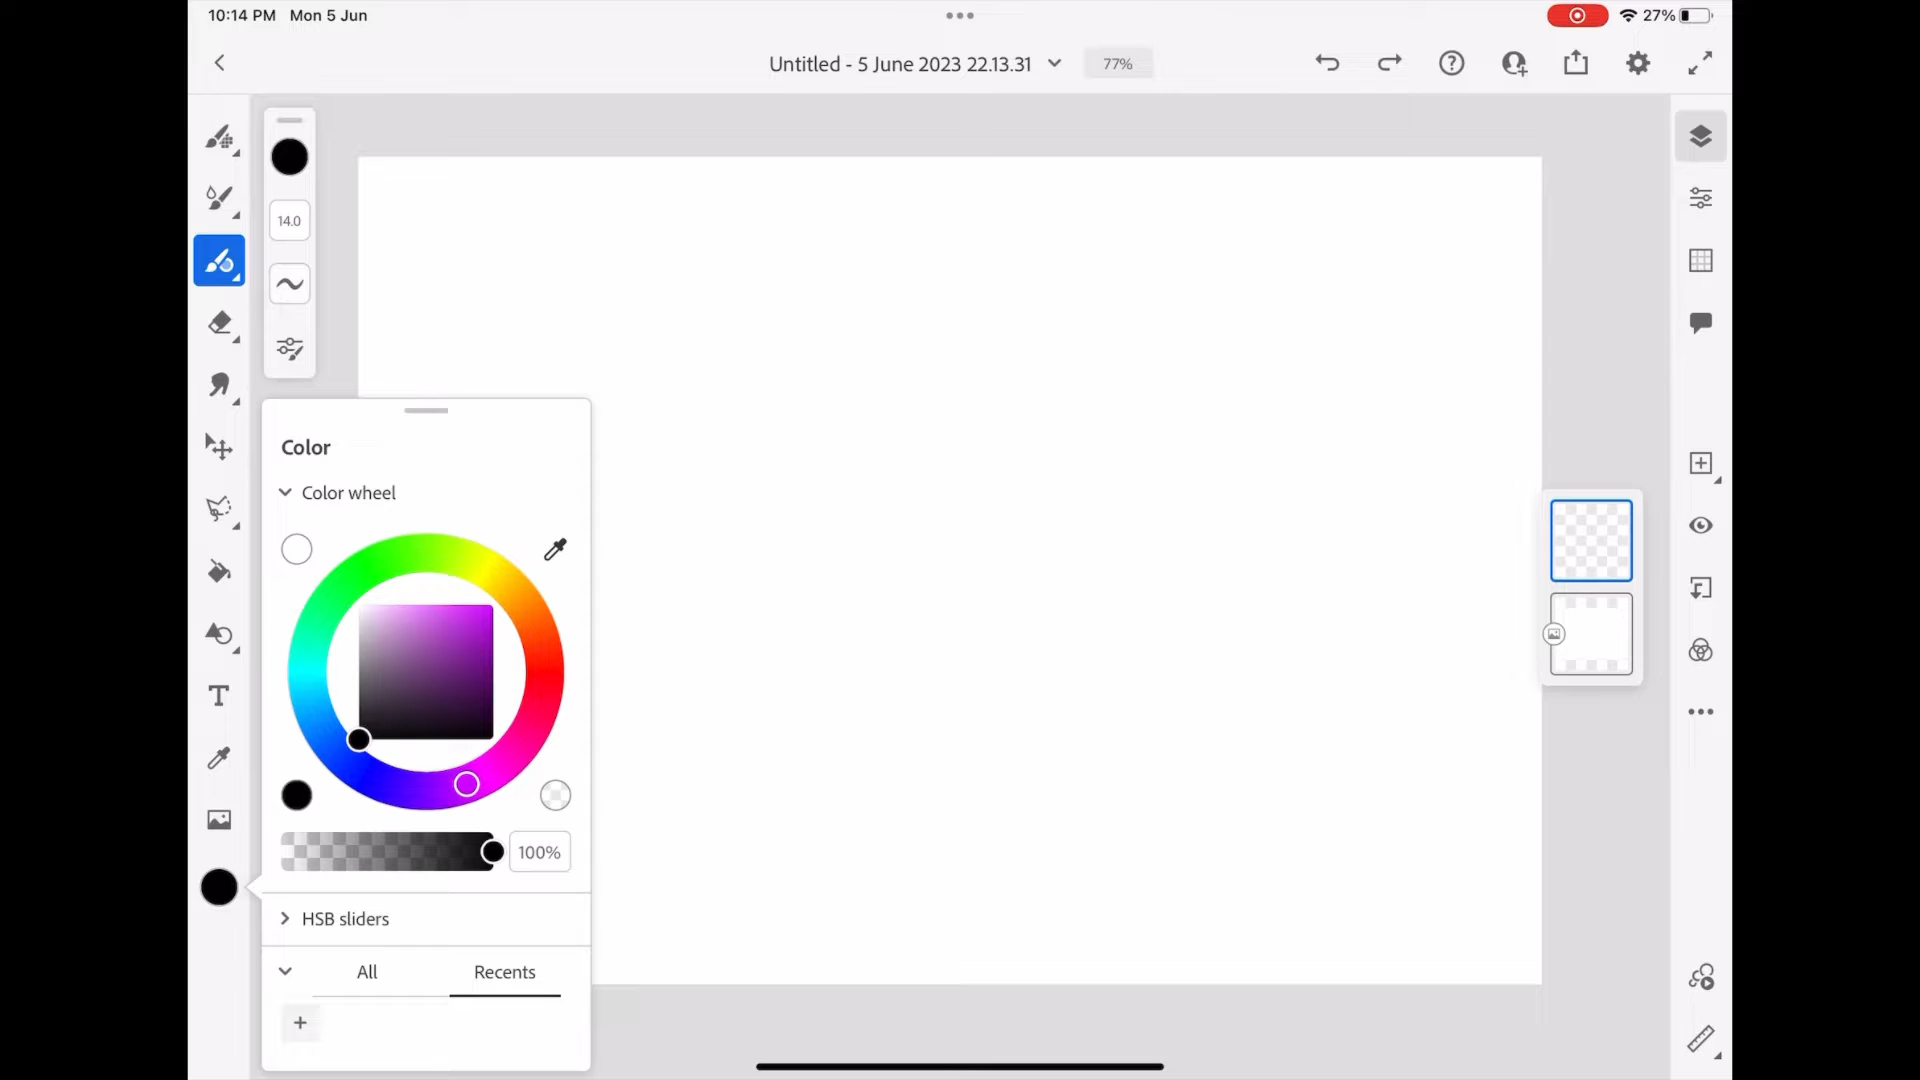 10:14 PM Mon 5 Jun
27%
Untitled - 5 June 2023 22.13.31
77%
14.0
Color
Color wheel
100%
HSB sliders
All Recents